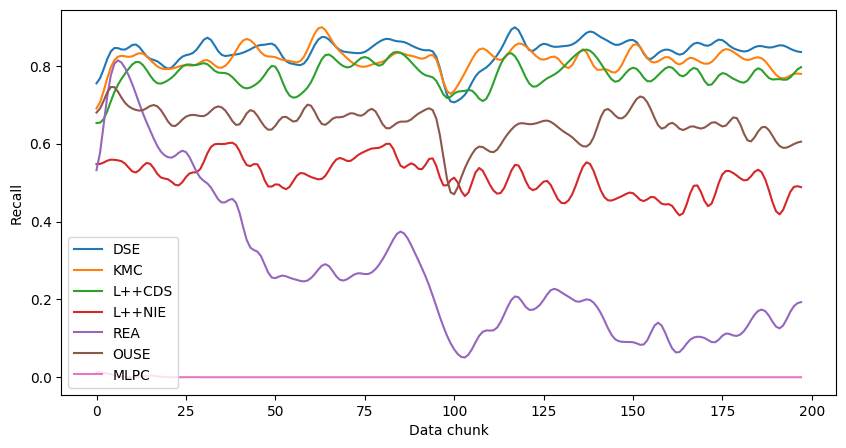 0.8
0.6
0.4
0.2
0.0
Recall
DSE
KMC
L++CDS
L++NIE
REA
OUSE
MLPC
0 25 50 75 100 125 150 175 200
Data chunk